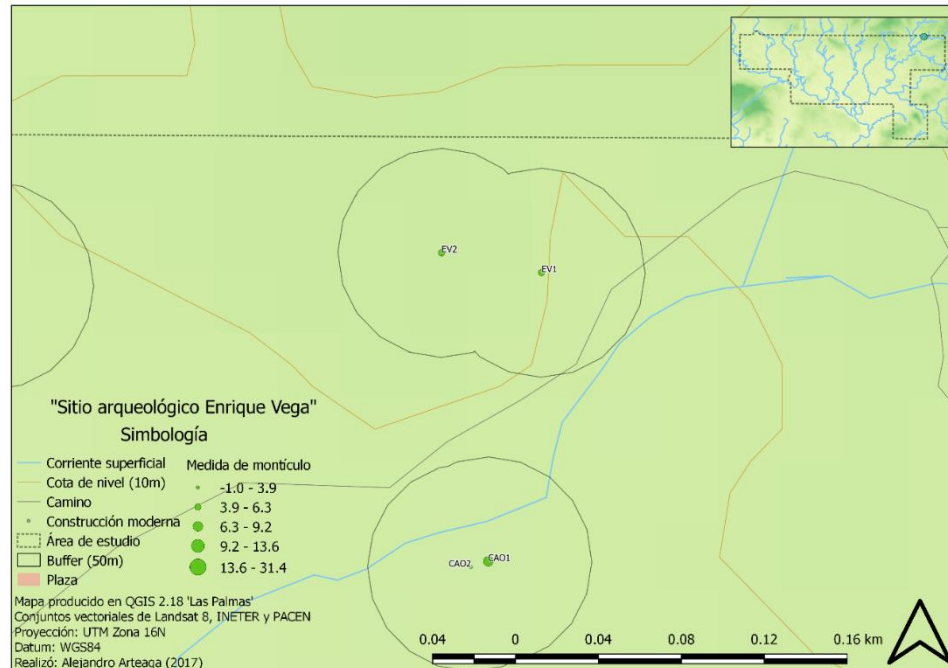 EV2
EV1
CAO2
CAO1
"Sitio arqueológico Enrique Vega"
Simbología
Corriente superficial
Cota de nivel (10m)
Camino
Construcción moderna
Área de estudio
Buffer (50m)
Plaza
Medida de montículo
-1.0 - 3.9
3.9 - 6.3
6.3 - 9.2
9.2 - 13.6
13.6 - 31.4
Mapa producido en QGIS 2.18 'Las Palmas'
Conjuntos vectoriales de Landsat 8, INETER y PACEN
Proyección: UTM Zona 16N
Datum: WGS84
Realizó: Alejandro Arteaga (2017)
0.04 0 0.04 0.08 0.12 0.16 km